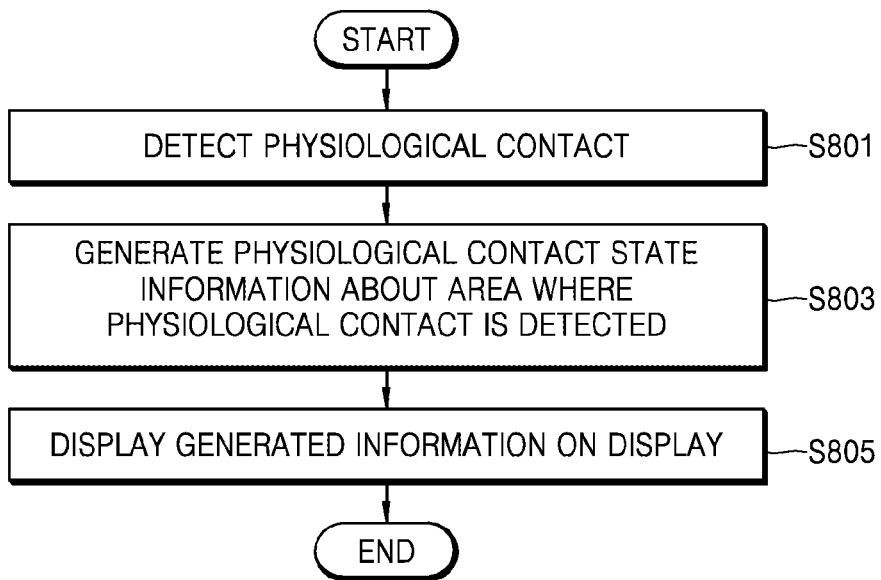 START
DETECT PHYSIOLOGICAL CONTACT
S801
GENERATE PHYSIOLOGICAL CONTACT STATE
INFORMATION ABOUT AREA WHERE
PHYSIOLOGICAL CONTACT IS DETECTED
S803
DISPLAY GENERATED INFORMATION ON DISPLAY
S805
END